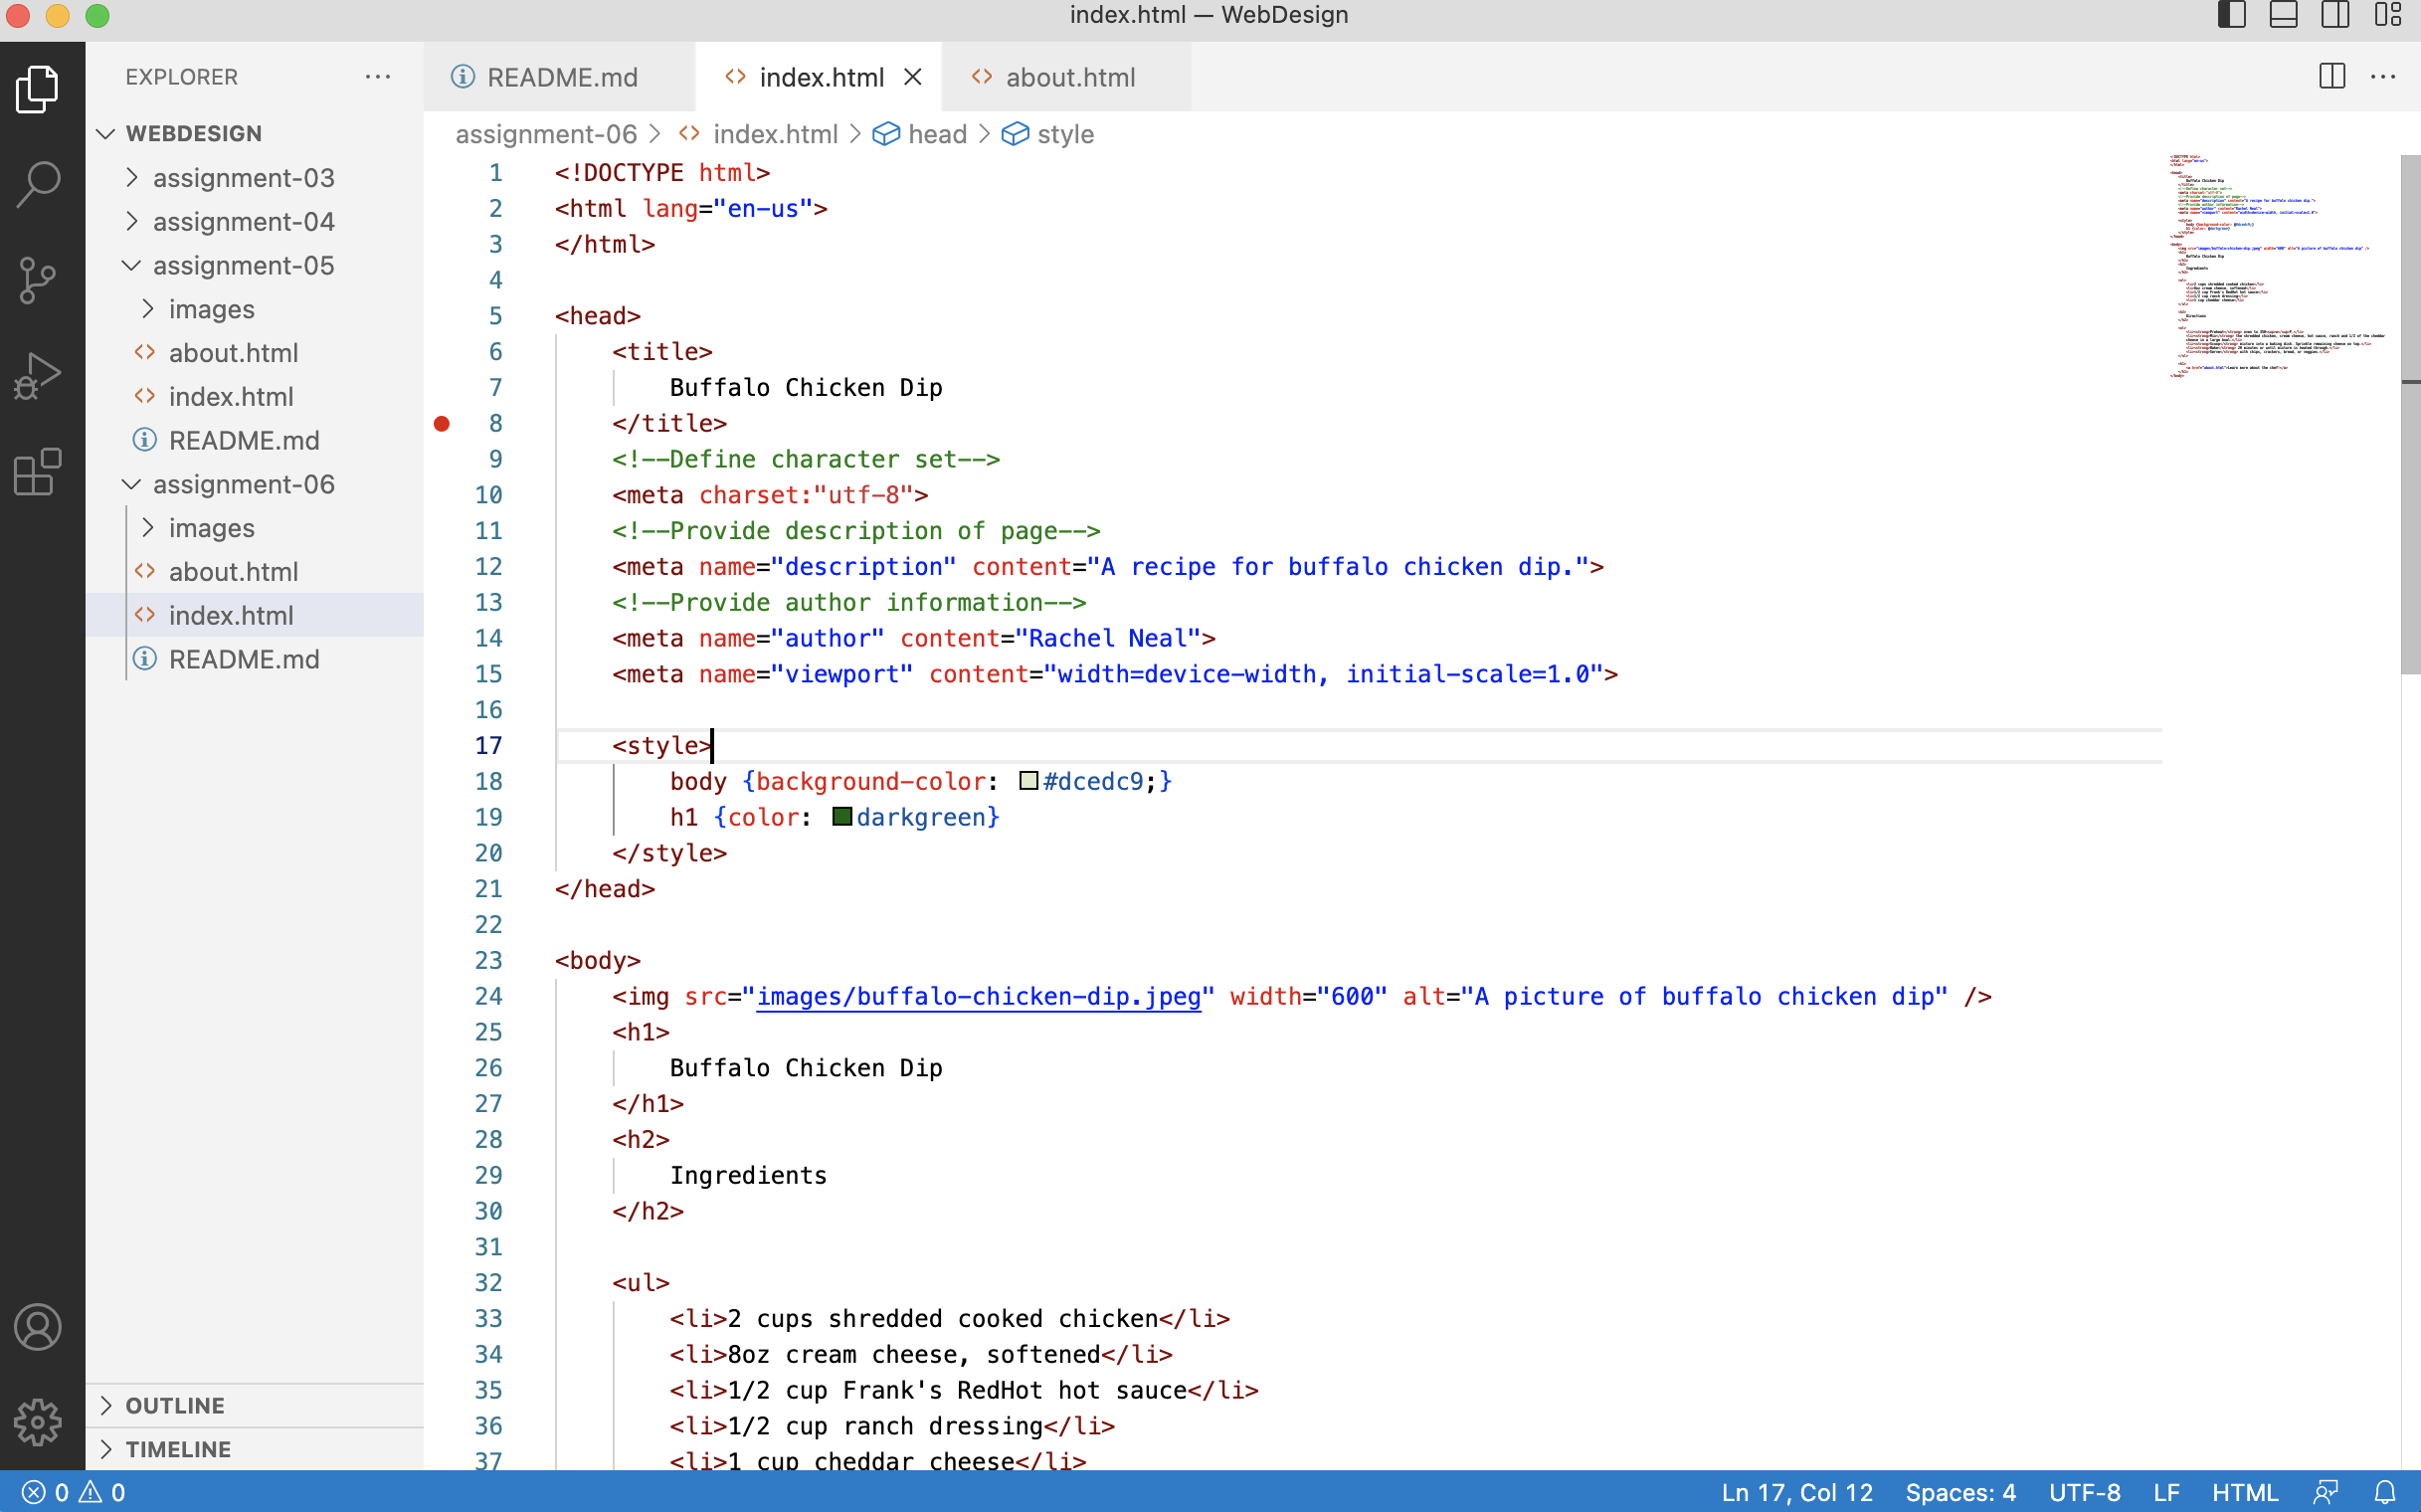 index.html — WebDesign
EXPLORER
WEBDESIGN
assignment-03
assignment-04
assignment-05
images
about.html
index.html
README.md
assignment-06
images
about.html
index.html
README.md
OUTLINE
TIMELINE
README.md index.html about.html
assignment-06 > index.html > head > style
1 <!DOCTYPE html>
2 <html lang="en-us">
3 </html>
4
5 <head>
6 <title>
7 Buffalo Chicken Dip
8 </title>
9 <!--Define character set-->
10 <meta charset:"utf-8">
11 <!--Provide description of page-->
12 <meta name="description" content="A recipe for buffalo chicken dip.">
13 <!--Provide author information-->
14 <meta name="author" content="Rachel Neal">
15 <meta name="viewport" content="width=device-width, initial-scale=1.0">
16
17 <style>
18 body {background-color: #dcedc9;}
19 h1 {color: darkgreen}
20 </style>
21 </head>
22
23 <body>
24 <img src="images/buffalo-chicken-dip.jpeg" width="600" alt="A picture of buffalo chicken dip" />
25 <h1>
26 Buffalo Chicken Dip
27 </h1>
28 <h2>
29 Ingredients
30 </h2>
31
32 <ul>
33 <li>2 cups shredded cooked chicken</li>
34 <li>8oz cream cheese, softened</li>
35 <li>1/2 cup Frank's RedHot hot sauce</li>
36 <li>1/2 cup ranch dressing</li>
37 <li>1 cup cheddar cheese</li>
0 0 Ln 17, Col 12 Spaces: 4 UTF-8 LF HTML